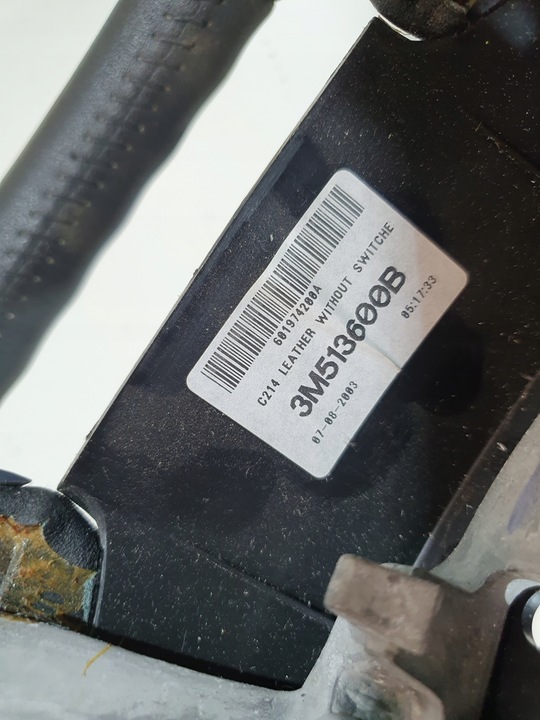 601974200A
C214 LEATHER WITHOUT SWITCHE
3M513600B
07-08-2003 05:17:33